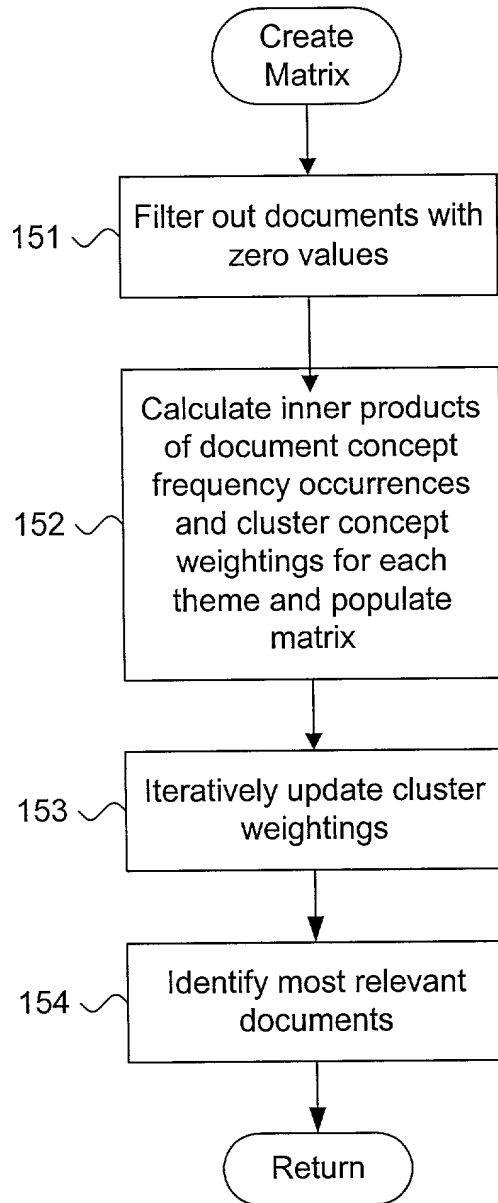 Create
Matrix
151
Filter out documents with
zero values
152
Calculate inner products
of document concept
frequency occurrences
and cluster concept
weightings for each
theme and populate
matrix
153
Iteratively update cluster
weightings
154
Identify most relevant
documents
Return